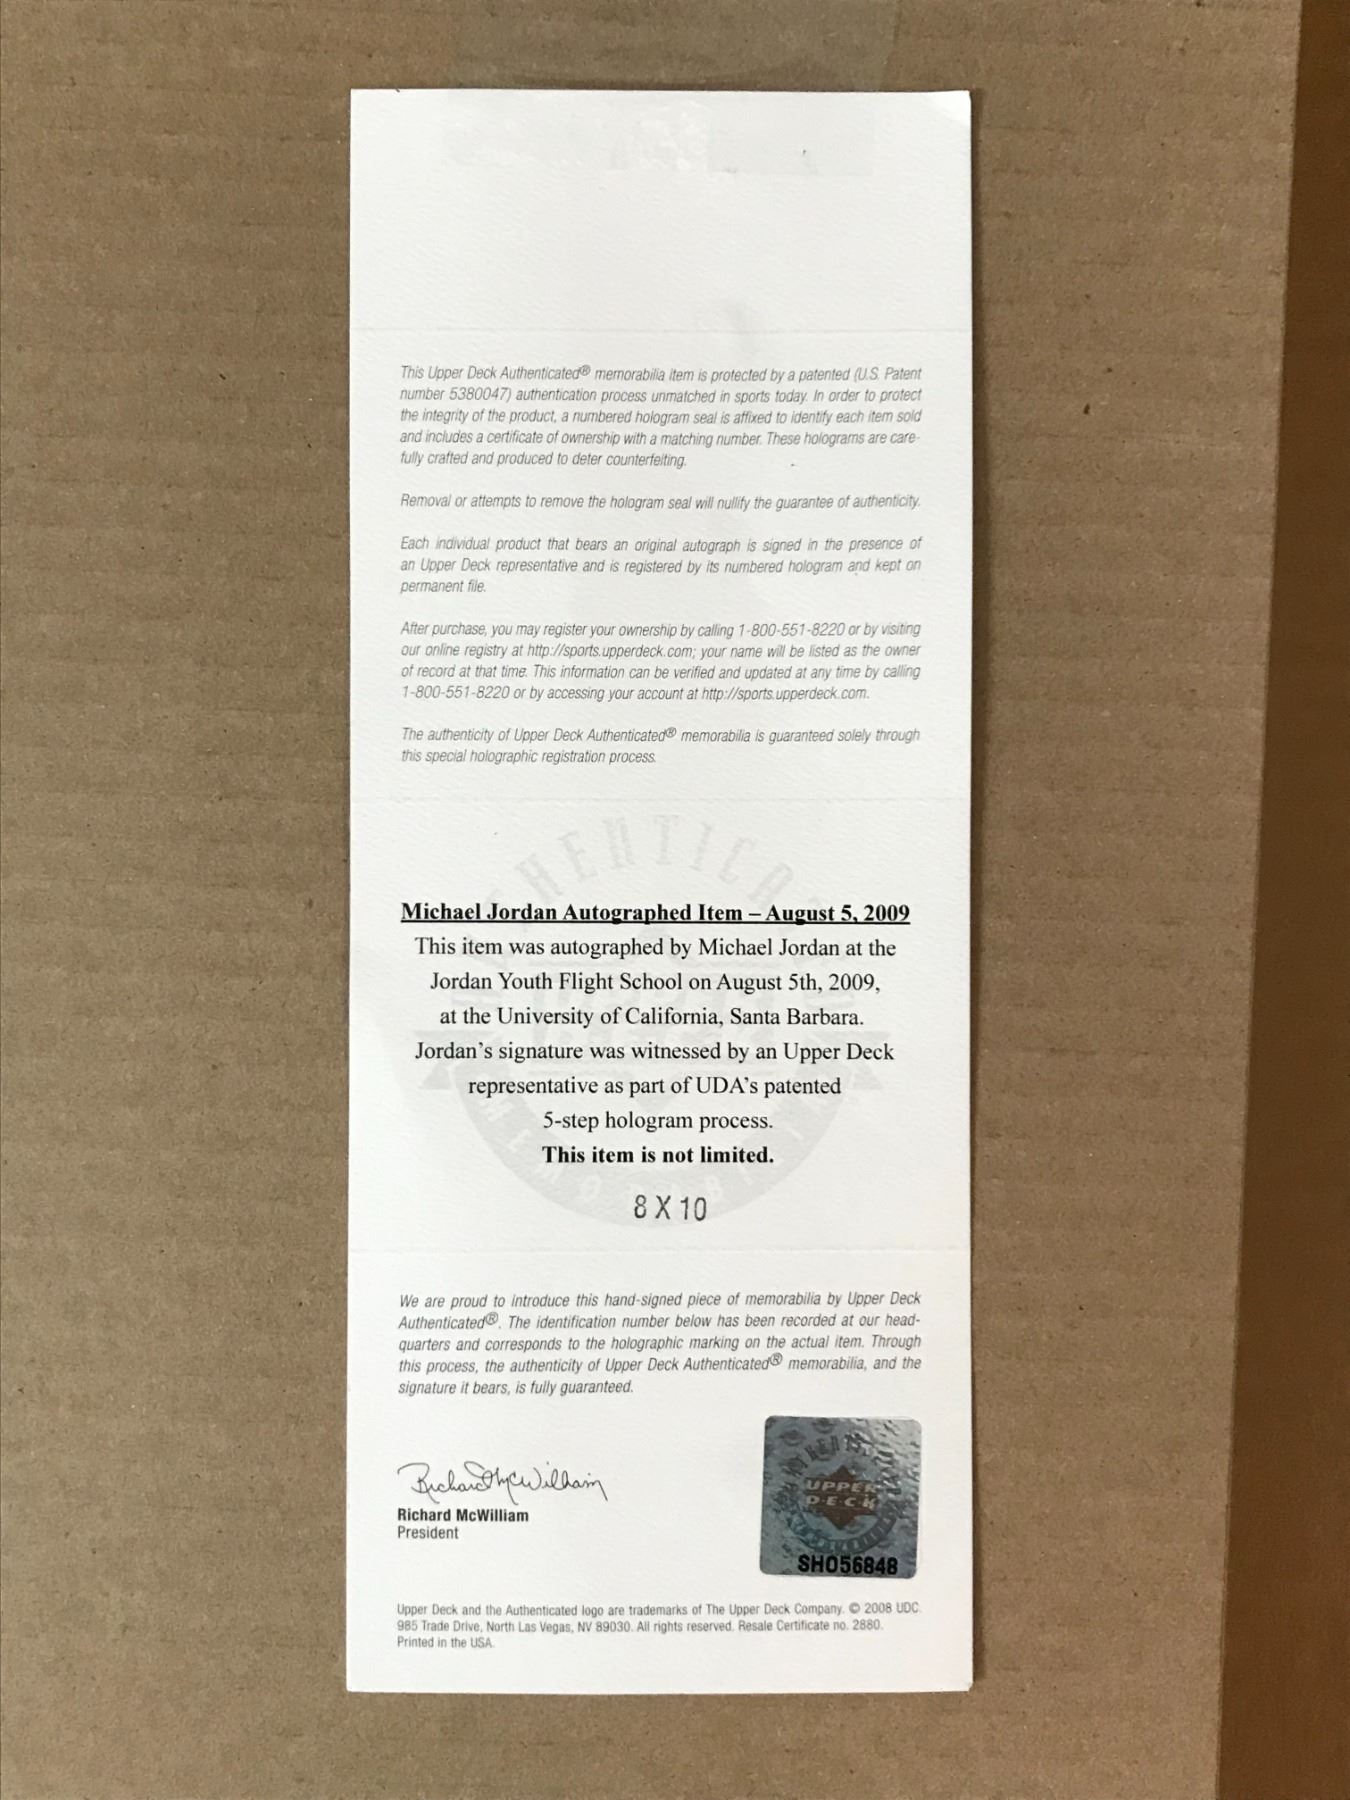 This Upper Deck Authenticated® memorabilia item is protected by a patented (U.S. Patent
number 5380047) authentication process unmatched in sports today. In order to protect
the integrity of the product, a numbered hologram seal is affixed to identify each item sold
and includes a certificate of ownership with a matching number. These holograms are care-
fully crafted and produced to deter counterfeiting.
Removal or attempts to remove the hologram seal will nullify the guarantee of authenticity.
Each individual product that bears an original autograph is signed in the presence of
an Upper Deck representative and is registered by its numbered hologram and kept on
permanent file.
After purchase, you may register your ownership by calling 1-800-551-8220 or by visiting
our online registry at http://sports.upperdeck.com; your name will be listed as the owner
of record at that time. This information can be verified and updated at any time by calling
1-800-551-8220 or by accessing your account at http://sports.upperdeck.com.
The authenticity of Upper Deck Authenticated® memorabilia is guaranteed solely through
this special holographic registration process.
Michael Jordan Autographed Item – August 5, 2009
This item was autographed by Michael Jordan at the
Jordan Youth Flight School on August 5th, 2009,
at the University of California, Santa Barbara.
Jordan's signature was witnessed by an Upper Deck
representative as part of UDA's patented
5-step hologram process.
This item is not limited.
8 X 10
We are proud to introduce this hand-signed piece of memorabilia by Upper Deck
Authenticated®. The identification number below has been recorded at our head-
quarters and corresponds to the holographic marking on the actual item. Through
this process, the authenticity of Upper Deck Authenticated® memorabilia, and the
signature it bears, is fully guaranteed.
Richard McWilliam
Richard McWilliam
President
UPPER
DECK
SHO56848
Upper Deck and the Authenticated logo are trademarks of The Upper Deck Company. © 2008 UDC.
985 Trade Drive, North Las Vegas, NV 89030. All rights reserved. Resale Certificate no. 2880.
Printed in the USA.